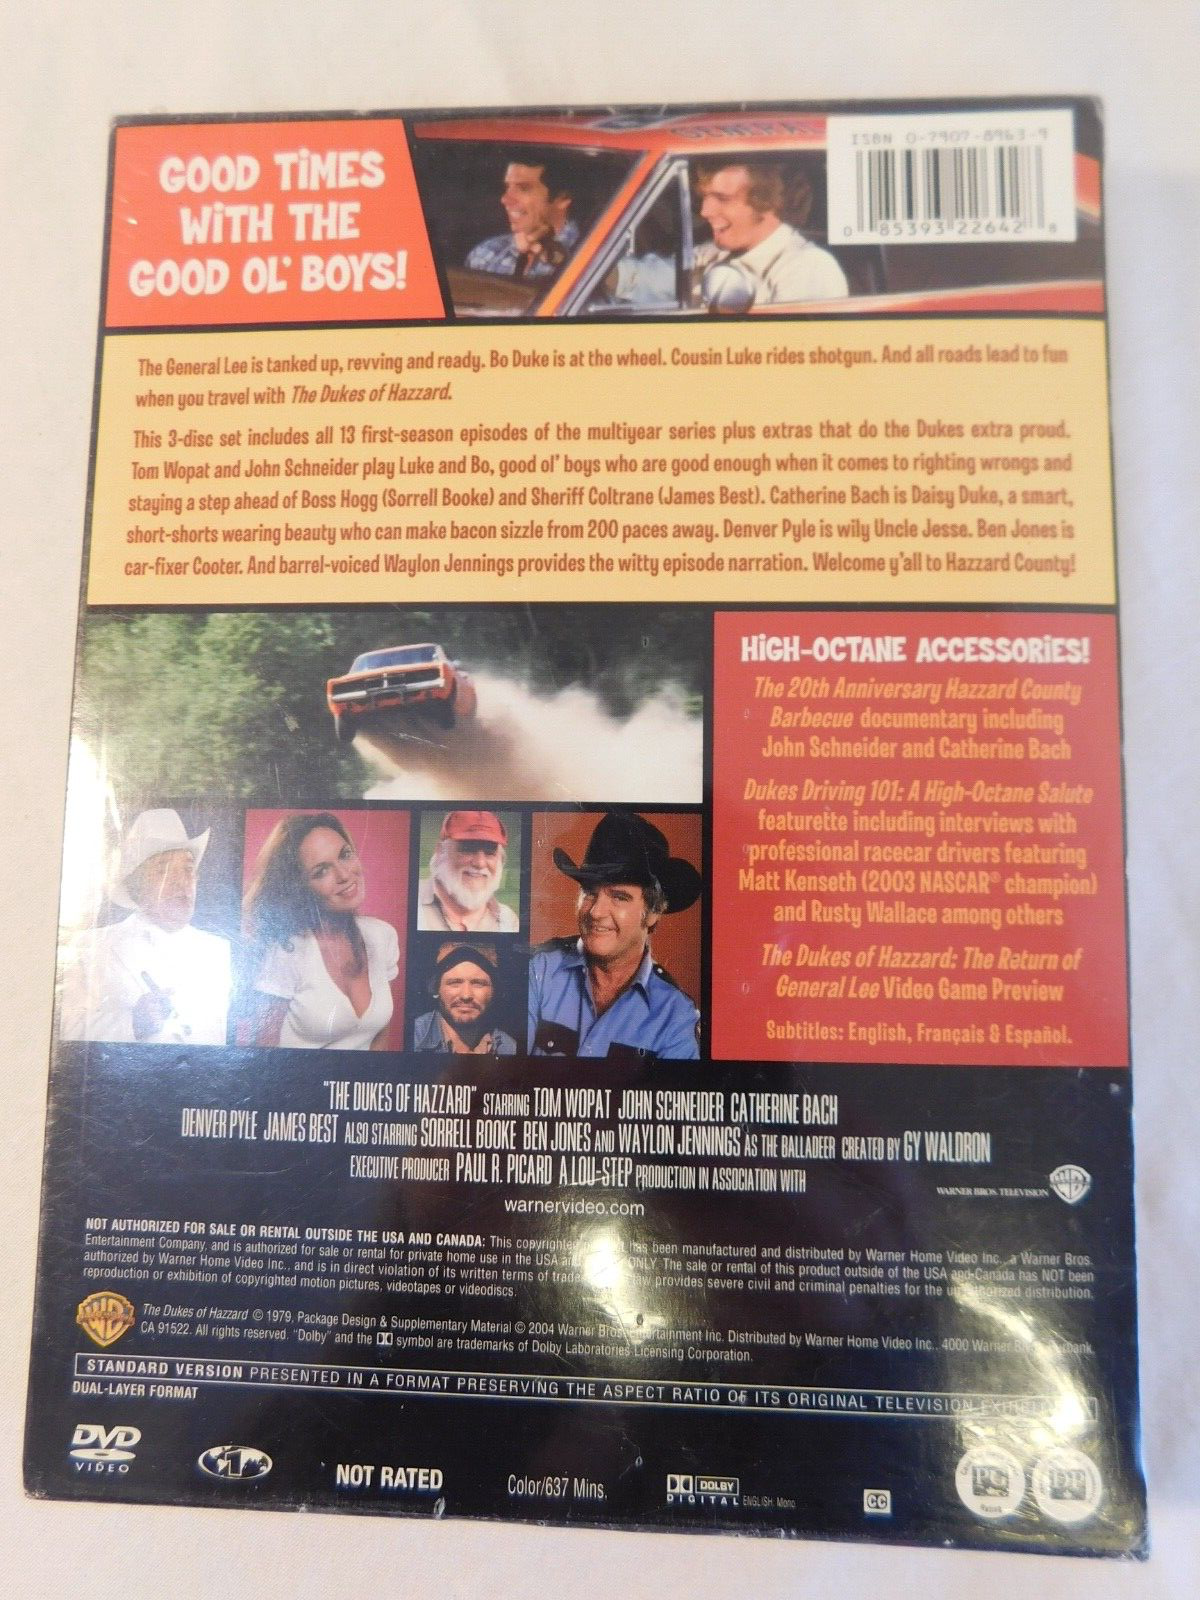 GOOD TiMES
WiTH THE
GOOD OL' BOYS!
GENERAL
ISBN 0-7907-8963-9
0 85393 22642 8
The General Lee is tanked up, revving and ready. Bo Duke is at the wheel. Cousin Luke rides shotgun. And all roads lead to fun
when you travel with The Dukes of Hazzard.
This 3-disc set includes all 13 first-season episodes of the multiyear series plus extras that do the Dukes extra proud.
Tom Wopat and John Schneider play Luke and Bo, good ol' boys who are good enough when it comes to righting wrongs and
staying a step ahead of Boss Hogg (Sorrell Booke) and Sheriff Coltrane (James Best). Catherine Bach is Daisy Duke, a smart,
short-shorts wearing beauty who can make bacon sizzle from 200 paces away. Denver Pyle is wily Uncle Jesse. Ben Jones is
car-fixer Cooter. And barrel-voiced Waylon Jennings provides the witty episode narration. Welcome y'all to Hazzard County!
HiGH-OCTANE ACCESSORiES!
The 20th Anniversary Hazzard County
Barbecue documentary including
John Schneider and Catherine Bach
Dukes Driving 101: A High-Octane Salute
featurette including interviews with
professional racecar drivers featuring
Matt Kenseth (2003 NASCAR® champion)
and Rusty Wallace among others
The Dukes of Hazzard: The Return of
General Lee Video Game Preview
Subtitles: English, Français & Español.
"THE DUKES OF HAZZARD" STARRING TOM WOPAT JOHN SCHNEIDER CATHERINE BACH
DENVER PYLE JAMES BEST ALSO STARRING SORRELL BOOKE BEN JONES AND WAYLON JENNINGS AS THE BALLADEER CREATED BY GY WALDRON
EXECUTIVE PRODUCER PAUL R. PICARD A LOU-STEP PRODUCTION IN ASSOCIATION WITH
WARNER BROS. TELEVISION
warnervideo.com
NOT AUTHORIZED FOR SALE OR RENTAL OUTSIDE THE USA AND CANADA: This copyrighted has been manufactured and distributed by Warner Home Video Inc., a Warner Bros.
Entertainment Company, and is authorized for sale or rental for private home use in the USA and ONLY. The sale or rental of this product outside of the USA and Canada has NOT been
authorized by Warner Home Video Inc., and is in direct violation of its written terms of trade. law provides severe civil and criminal penalties for the unauthorized distribution,
reproduction or exhibition of copyrighted motion pictures, videotapes or videodiscs.
The Dukes of Hazzard © 1979, Package Design & Supplementary Material © 2004 Warner Bros. Entertainment Inc. Distributed by Warner Home Video Inc., 4000 Warner Burbank,
CA 91522. All rights reserved. "Dolby" and the symbol are trademarks of Dolby Laboratories Licensing Corporation.
STANDARD VERSION PRESENTED IN A FORMAT PRESERVING THE ASPECT RATIO OF ITS ORIGINAL TELEVISION
DUAL-LAYER FORMAT
DVD
VIDEO
1
NOT RATED
Color/637 Mins.
DOLBY
DIGITAL ENGLISH: Mono
CC
PG
DP